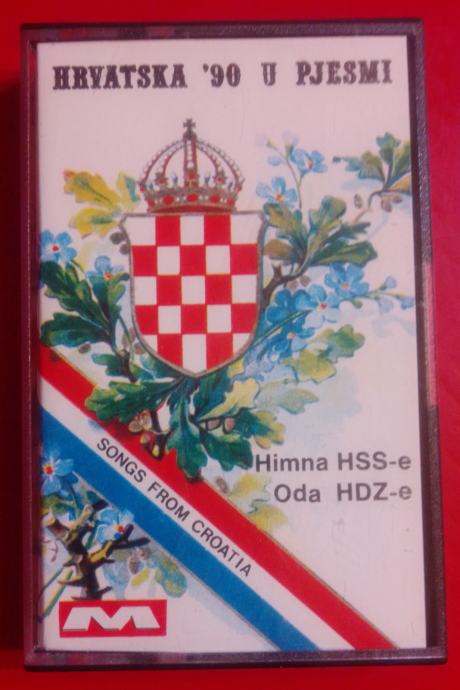 HRVATSKA '90 U PJESMI
Himna HSS-e
Oda HDZ-e
SONGS FROM CROATIA
M